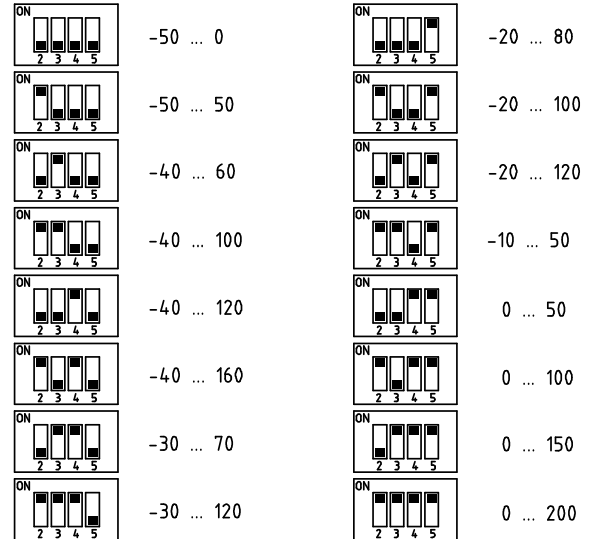 ON
2 3 4 5
-50 ... 0
ON
2 3 4 5
-50 ... 50
ON
2 3 4 5
-40 ... 60
ON
2 3 4 5
-40 ... 100
ON
2 3 4 5
-40 ... 120
ON
2 3 4 5
-40 ... 160
ON
2 3 4 5
-30 ... 70
ON
2 3 4 5
-30 ... 120
ON
2 3 4 5
-20 ... 80
ON
2 3 4 5
-20 ... 100
ON
2 3 4 5
-20 ... 120
ON
2 3 4 5
-10 ... 50
ON
2 3 4 5
0 ... 50
ON
2 3 4 5
0 ... 100
ON
2 3 4 5
0 ... 150
ON
2 3 4 5
0 ... 200